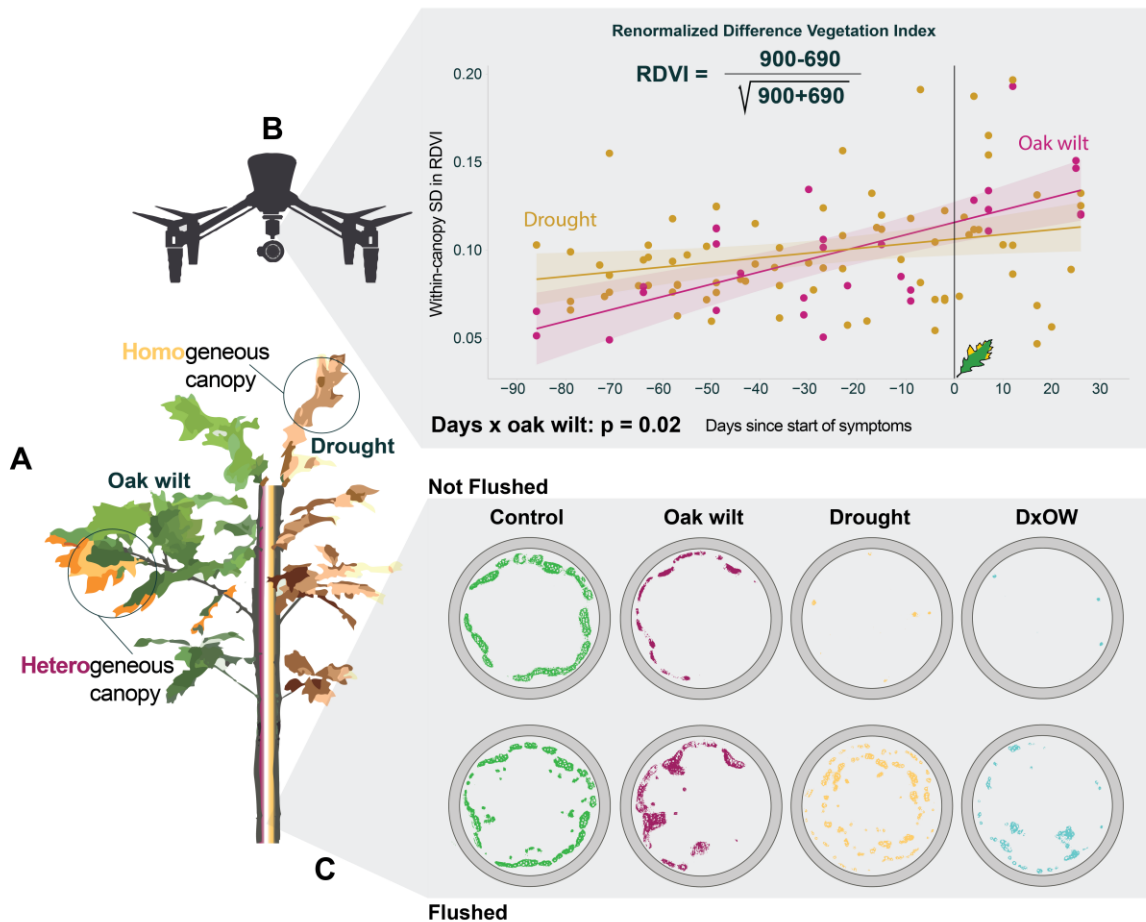 Renormalized Difference Vegetation Index
RDVI = 900-690
√900+690
B
Within-canopy SD in RDVI
0.20
0.15
0.10
0.05
Oak wilt
Drought
−90 −80 −70 −60 −50 −40 −30 −20 −10 0 10 20 30
Days x oak wilt: p = 0.02 Days since start of symptoms
A
Homogeneous
canopy
Drought
Oak wilt
Heterogeneous
canopy
C
Not Flushed
Control Oak wilt Drought DxOW
Flushed